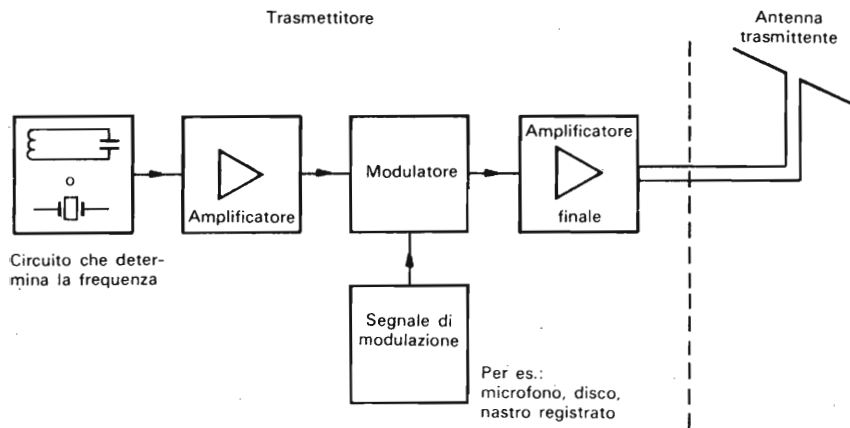 Trasmettitore
Antenna
trasmittente
o
Amplificatore
Modulatore
Amplificatore
finale
Circuito che deter-
mina la frequenza
Segnale di
modulazione
Per es.:
microfono, disco,
nastro registrato